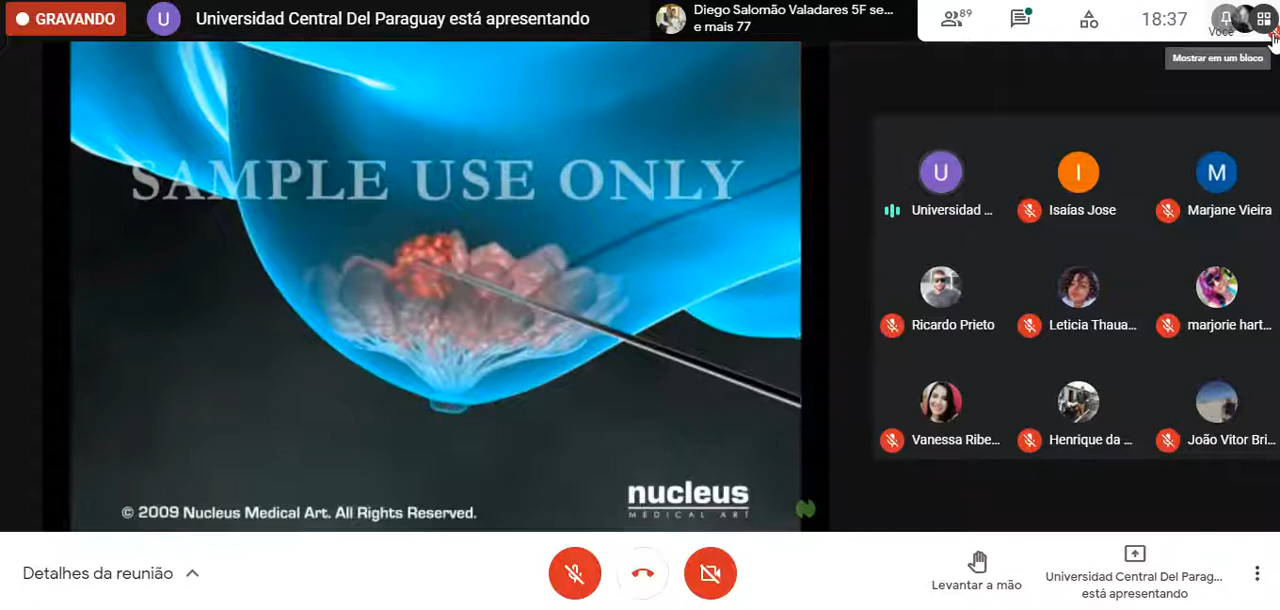 GRAVANDO
U
Universidad Central Del Paraguay está apresentando
Diego Salomão Valadares 5F se...
e mais 77
89
18:37
Você
Mostrar em um bloco
SAMPLE USE ONLY
© 2009 Nucleus Medical Art. All Rights Reserved.
nucleus
MEDICAL ART
U
Universidad ...
I
Isaías Jose
M
Marjane Vieira
Ricardo Prieto
Leticia Thaua...
marjorie hart...
Vanessa Ribe...
Henrique da ...
João Vitor Bri...
Detalhes da reunião
Levantar a mão
Universidad Central Del Parag...
está apresentando